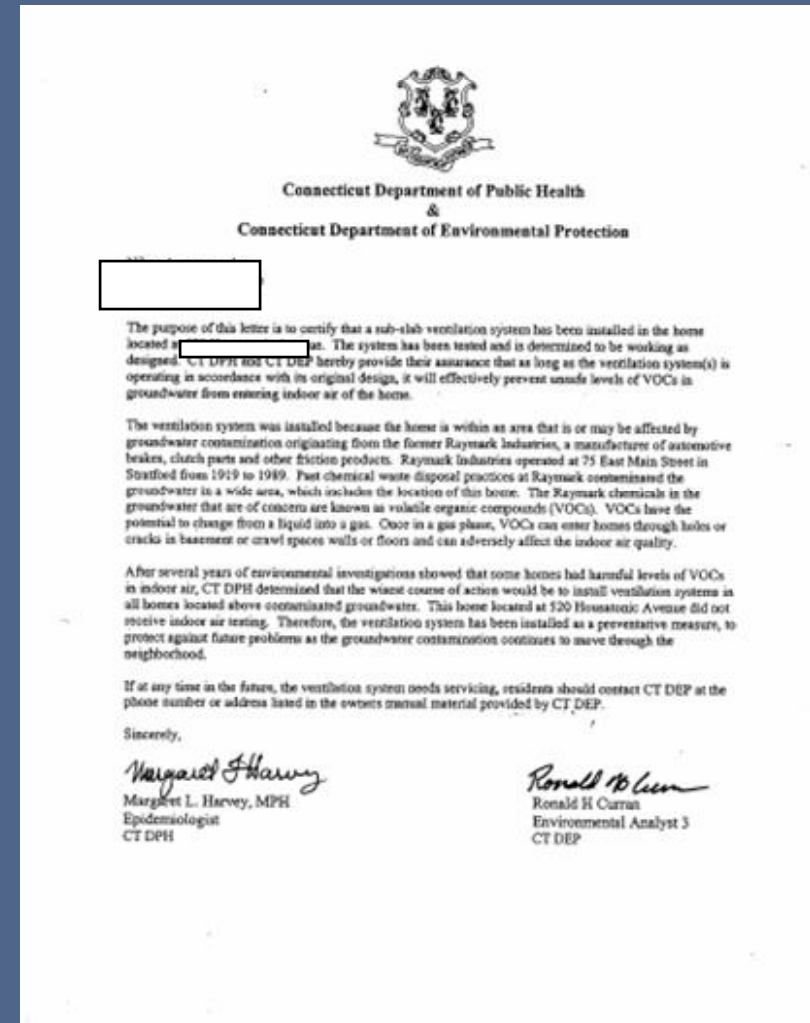 Connecticut Department of Public Health
&
Connecticut Department of Environmental Protection
The purpose of this letter is to certify that a sub-slab ventilation system has been installed in the home
located ue. The system has been tested and is determined to be working as
designed. CT DPH and CT DEP hereby provide their assurance that as long as the ventilation system(s) is
operating in accordance with its original design, it will effectively prevent unsafe levels of VOCs in
groundwater from entering indoor air of the home.
The ventilation system was installed because the home is within an area that is or may be affected by
groundwater contamination originating from the former Raymark Industries, a manufacturer of automotive
brakes, clutch parts and other friction products. Raymark Industries operated at 75 East Main Street in
Stratford from 1919 to 1989. Past chemical waste disposal practices at Raymark contaminated the
groundwater in a wide area, which includes the location of this home. The Raymark chemicals in the
groundwater that are of concern are known as volatile organic compounds (VOCs). VOCs have the
potential to change from a liquid into a gas. Once in a gas phase, VOCs can enter homes through holes or
cracks in basement or crawl spaces walls or floors and can adversely affect the indoor air quality.
After several years of environmental investigations showed that some homes had harmful levels of VOCs
in indoor air, CT DPH determined that the wisest course of action would be to install ventilation systems in
all homes located above contaminated groundwater. This home located at 520 Housatonic Avenue did not
receive indoor air testing. Therefore, the ventilation system has been installed as a preventative measure, to
protect against future problems as the groundwater contamination continues to move through the
neighborhood.
If at any time in the future, the ventilation system needs servicing, residents should contact CT DEP at the
phone number or address listed in the owners manual material provided by CT DEP.
Sincerely,
Margaret L. Harvey, MPH
Epidemiologist
CT DPH
Ronald H Curran
Environmental Analyst 3
CT DEP